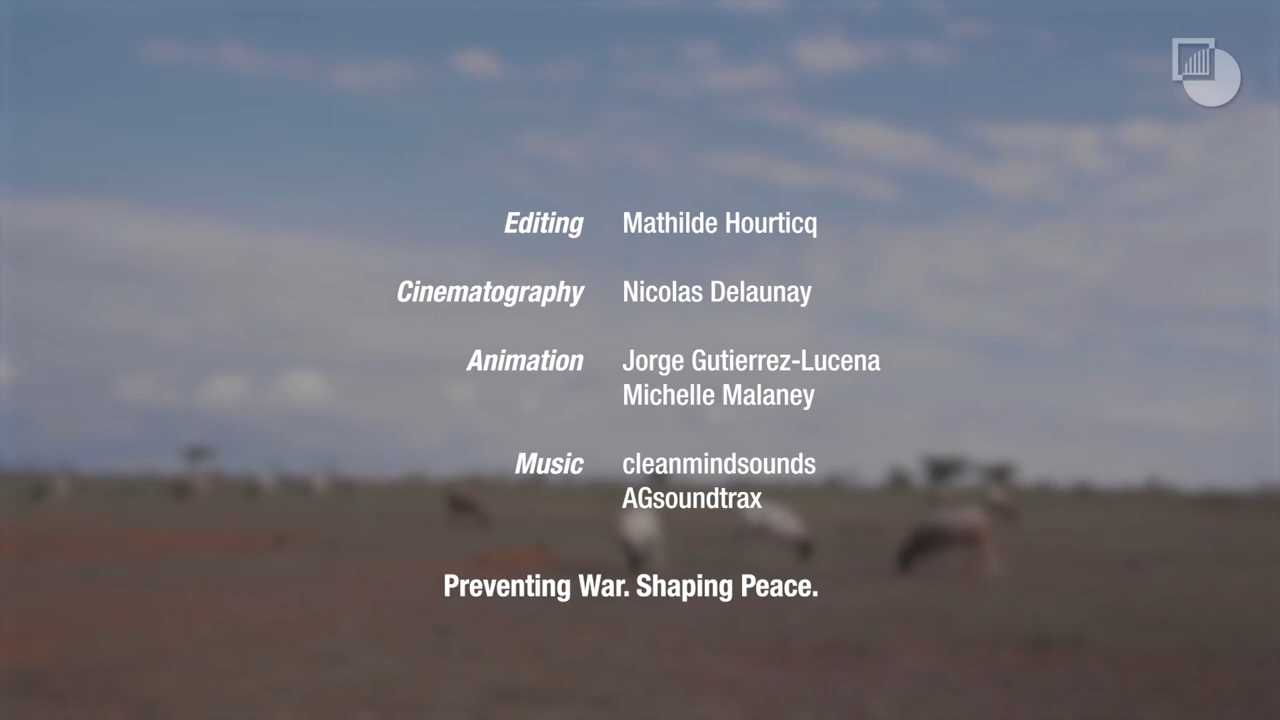 Editing Mathilde Hourticq
Cinematography Nicolas Delaunay
Animation Jorge Gutierrez-Lucena
Michelle Malaney
Music cleanmindsounds
AGsoundtrax
Preventing War. Shaping Peace.